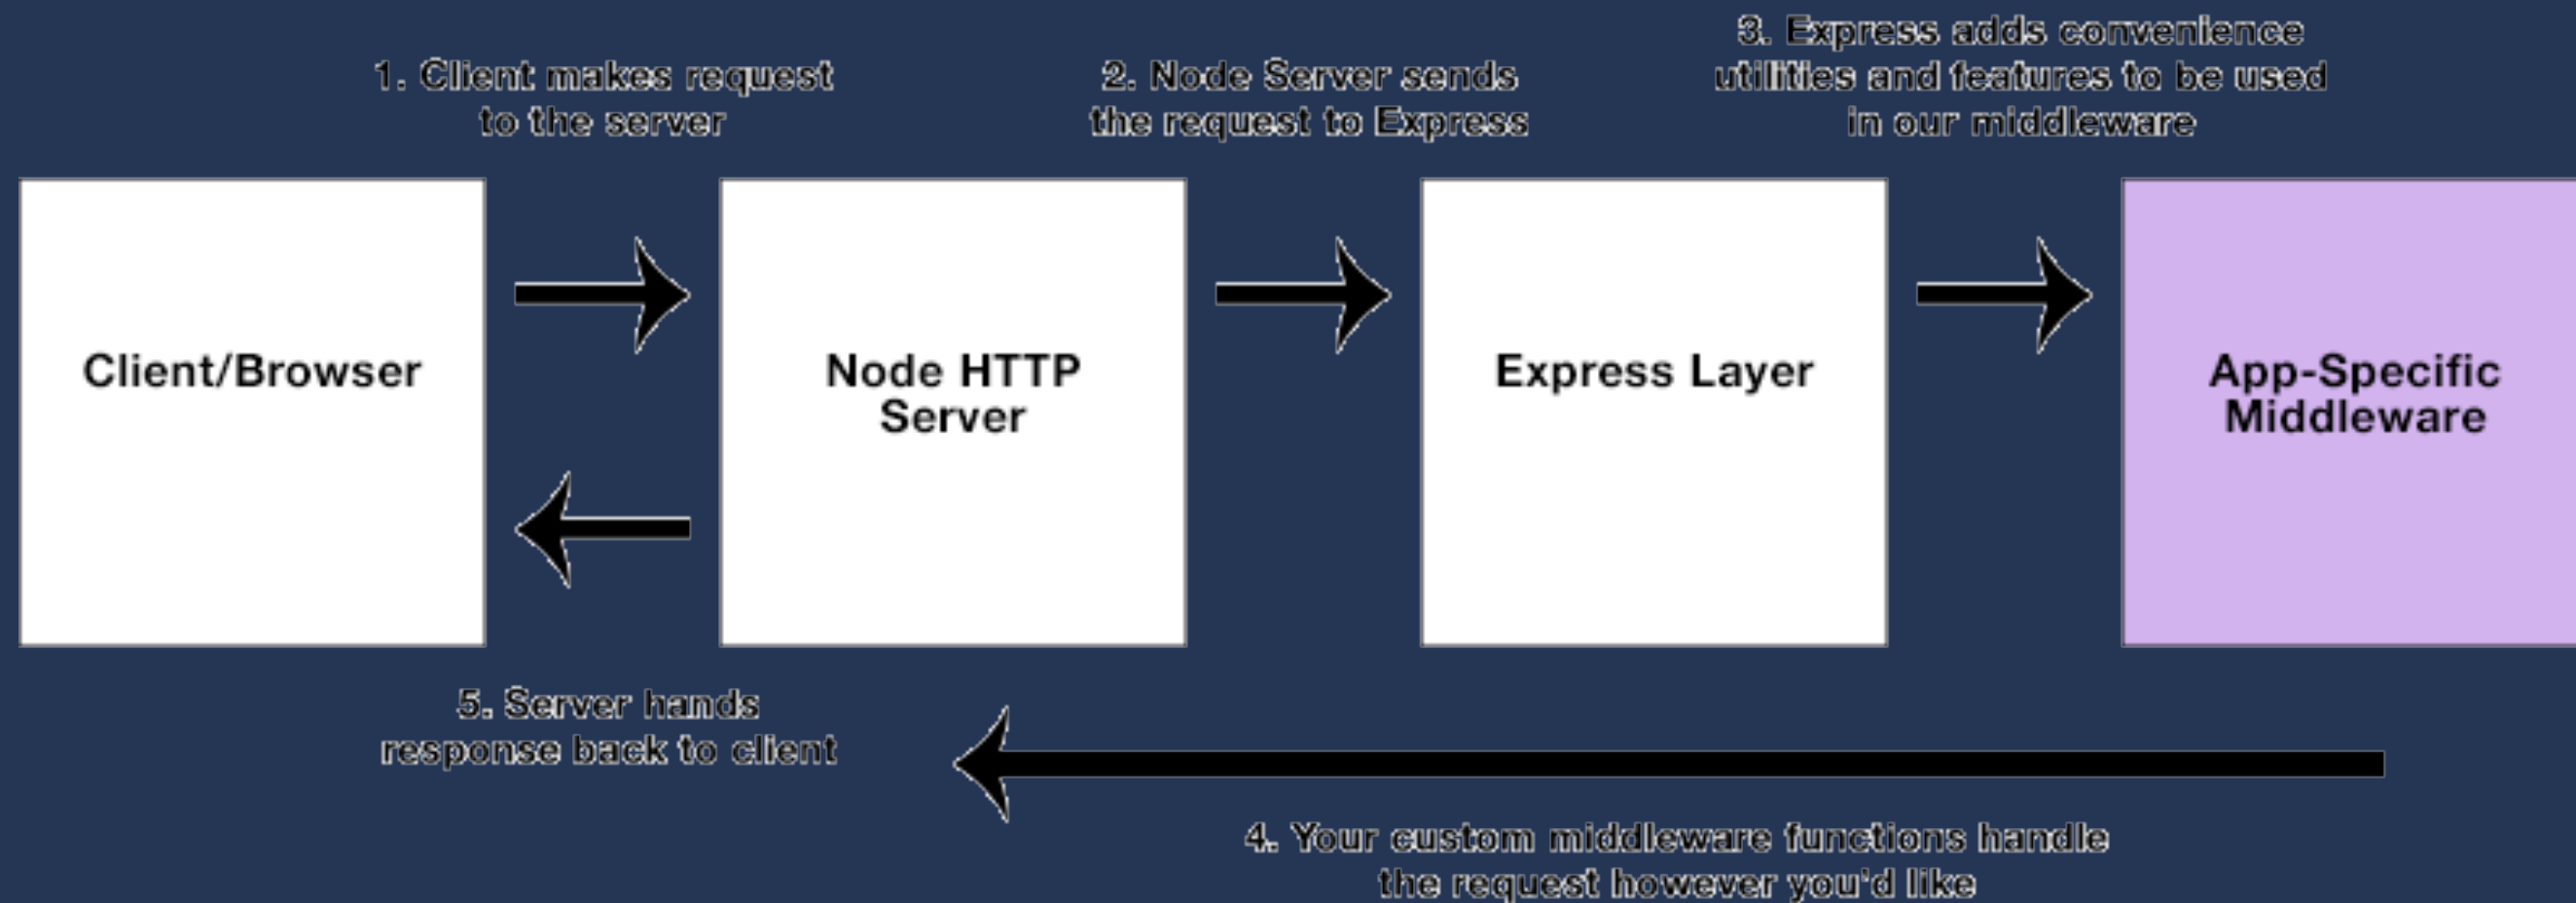 1. Client makes request
to the server
2. Node Server sends
the request to Express
3. Express adds convenience
utilities and features to be used
in our middleware
Client/Browser
Node HTTP
Server
Express Layer
App-Specific
Middleware
5. Server hands
response back to client
4. Your custom middleware functions handle
the request however you'd like